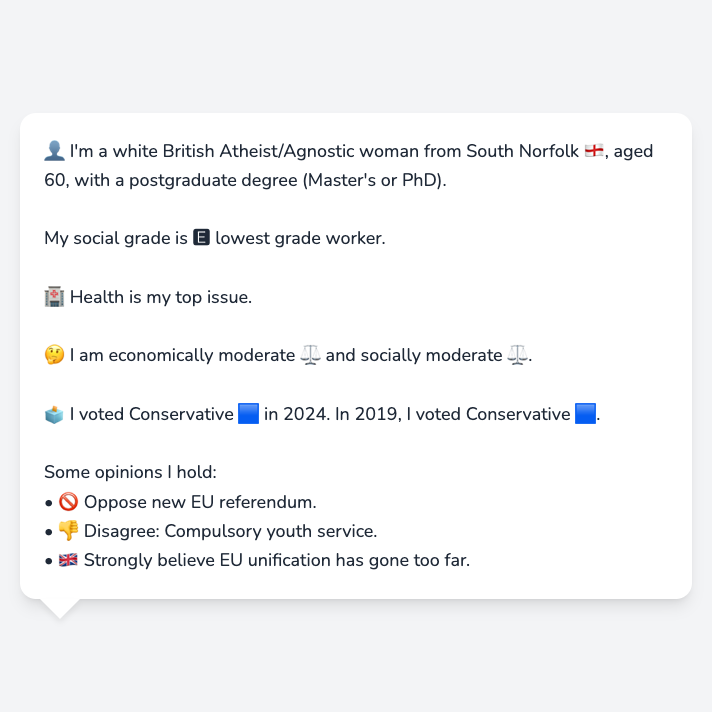 👤 I'm a white British Atheist/Agnostic woman from South Norfolk 🏴󠁧󠁢󠁥󠁮󠁧󠁿, aged
60, with a postgraduate degree (Master's or PhD).
My social grade is 🅴 lowest grade worker.
🏥 Health is my top issue.
🤔 I am economically moderate ⚖️ and socially moderate ⚖️.
🗳️ I voted Conservative 🟦 in 2024. In 2019, I voted Conservative 🟦.
Some opinions I hold:
• 🚫 Oppose new EU referendum.
• 👎 Disagree: Compulsory youth service.
• 🇬🇧 Strongly believe EU unification has gone too far.